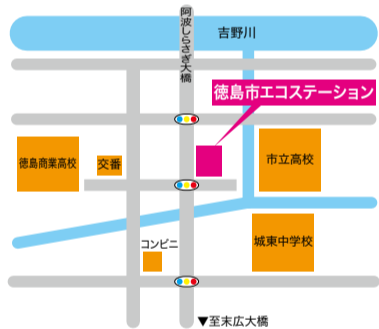 阿波しらさぎ大橋
吉野川
徳島市エコステーション
徳島商業高校
交番
市立高校
コンビニ
城東中学校
▼至末広大橋